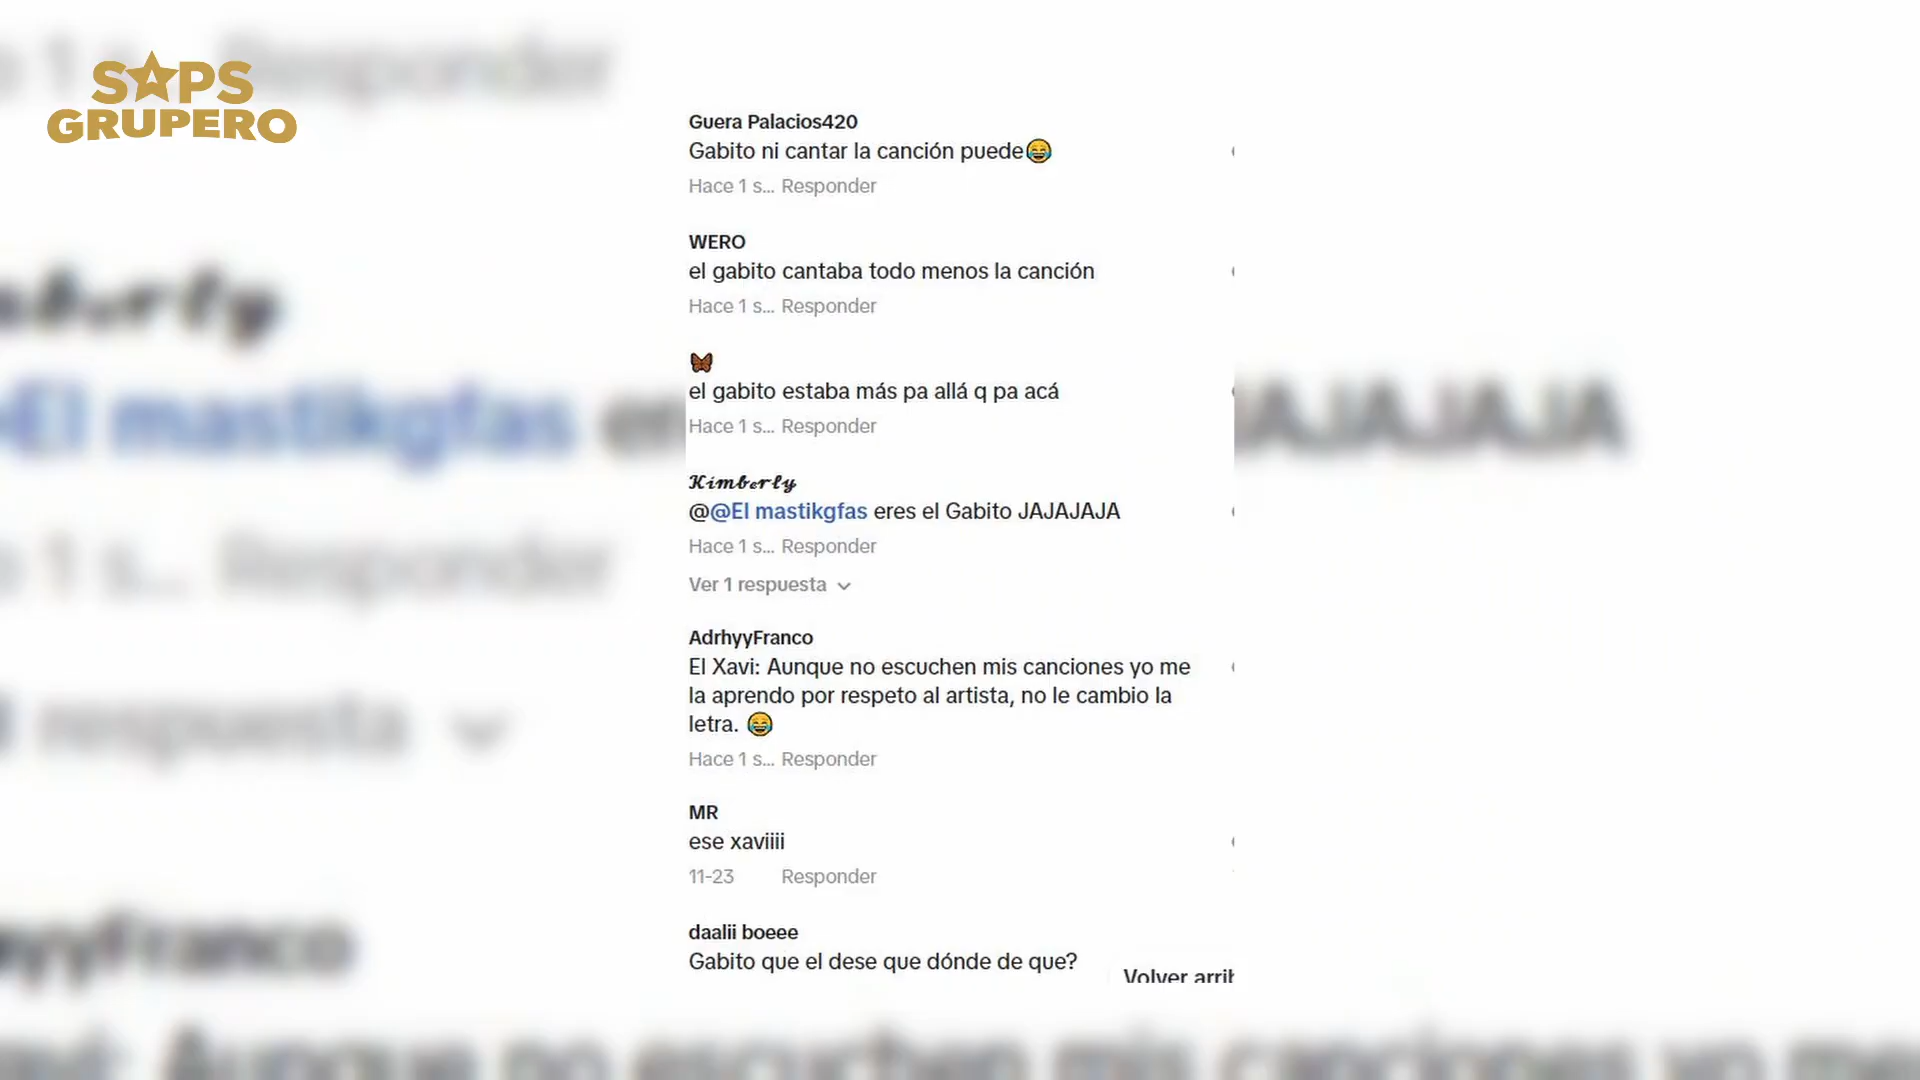 SAPS
GRUPERO
Guera Palacios420
Gabito ni cantar la canción puede😂
Hace 1 s... Responder
WERO
el gabito cantaba todo menos la canción
Hace 1 s... Responder
🦋
el gabito estaba más pa allá q pa acá
Hace 1 s... Responder
𝓚𝓲𝓶𝓫𝓮𝓻𝓵𝔂
@@El mastikgfas eres el Gabito JAJAJAJA
Hace 1 s... Responder
Ver 1 respuesta
AdrhyyFranco
El Xavi: Aunque no escuchen mis canciones yo me
la aprendo por respeto al artista, no le cambio la
letra. 😂
Hace 1 s... Responder
MR
ese xaviiii
11-23 Responder
daalii boeee
Gabito que el dese que dónde de que?
Volver arrib